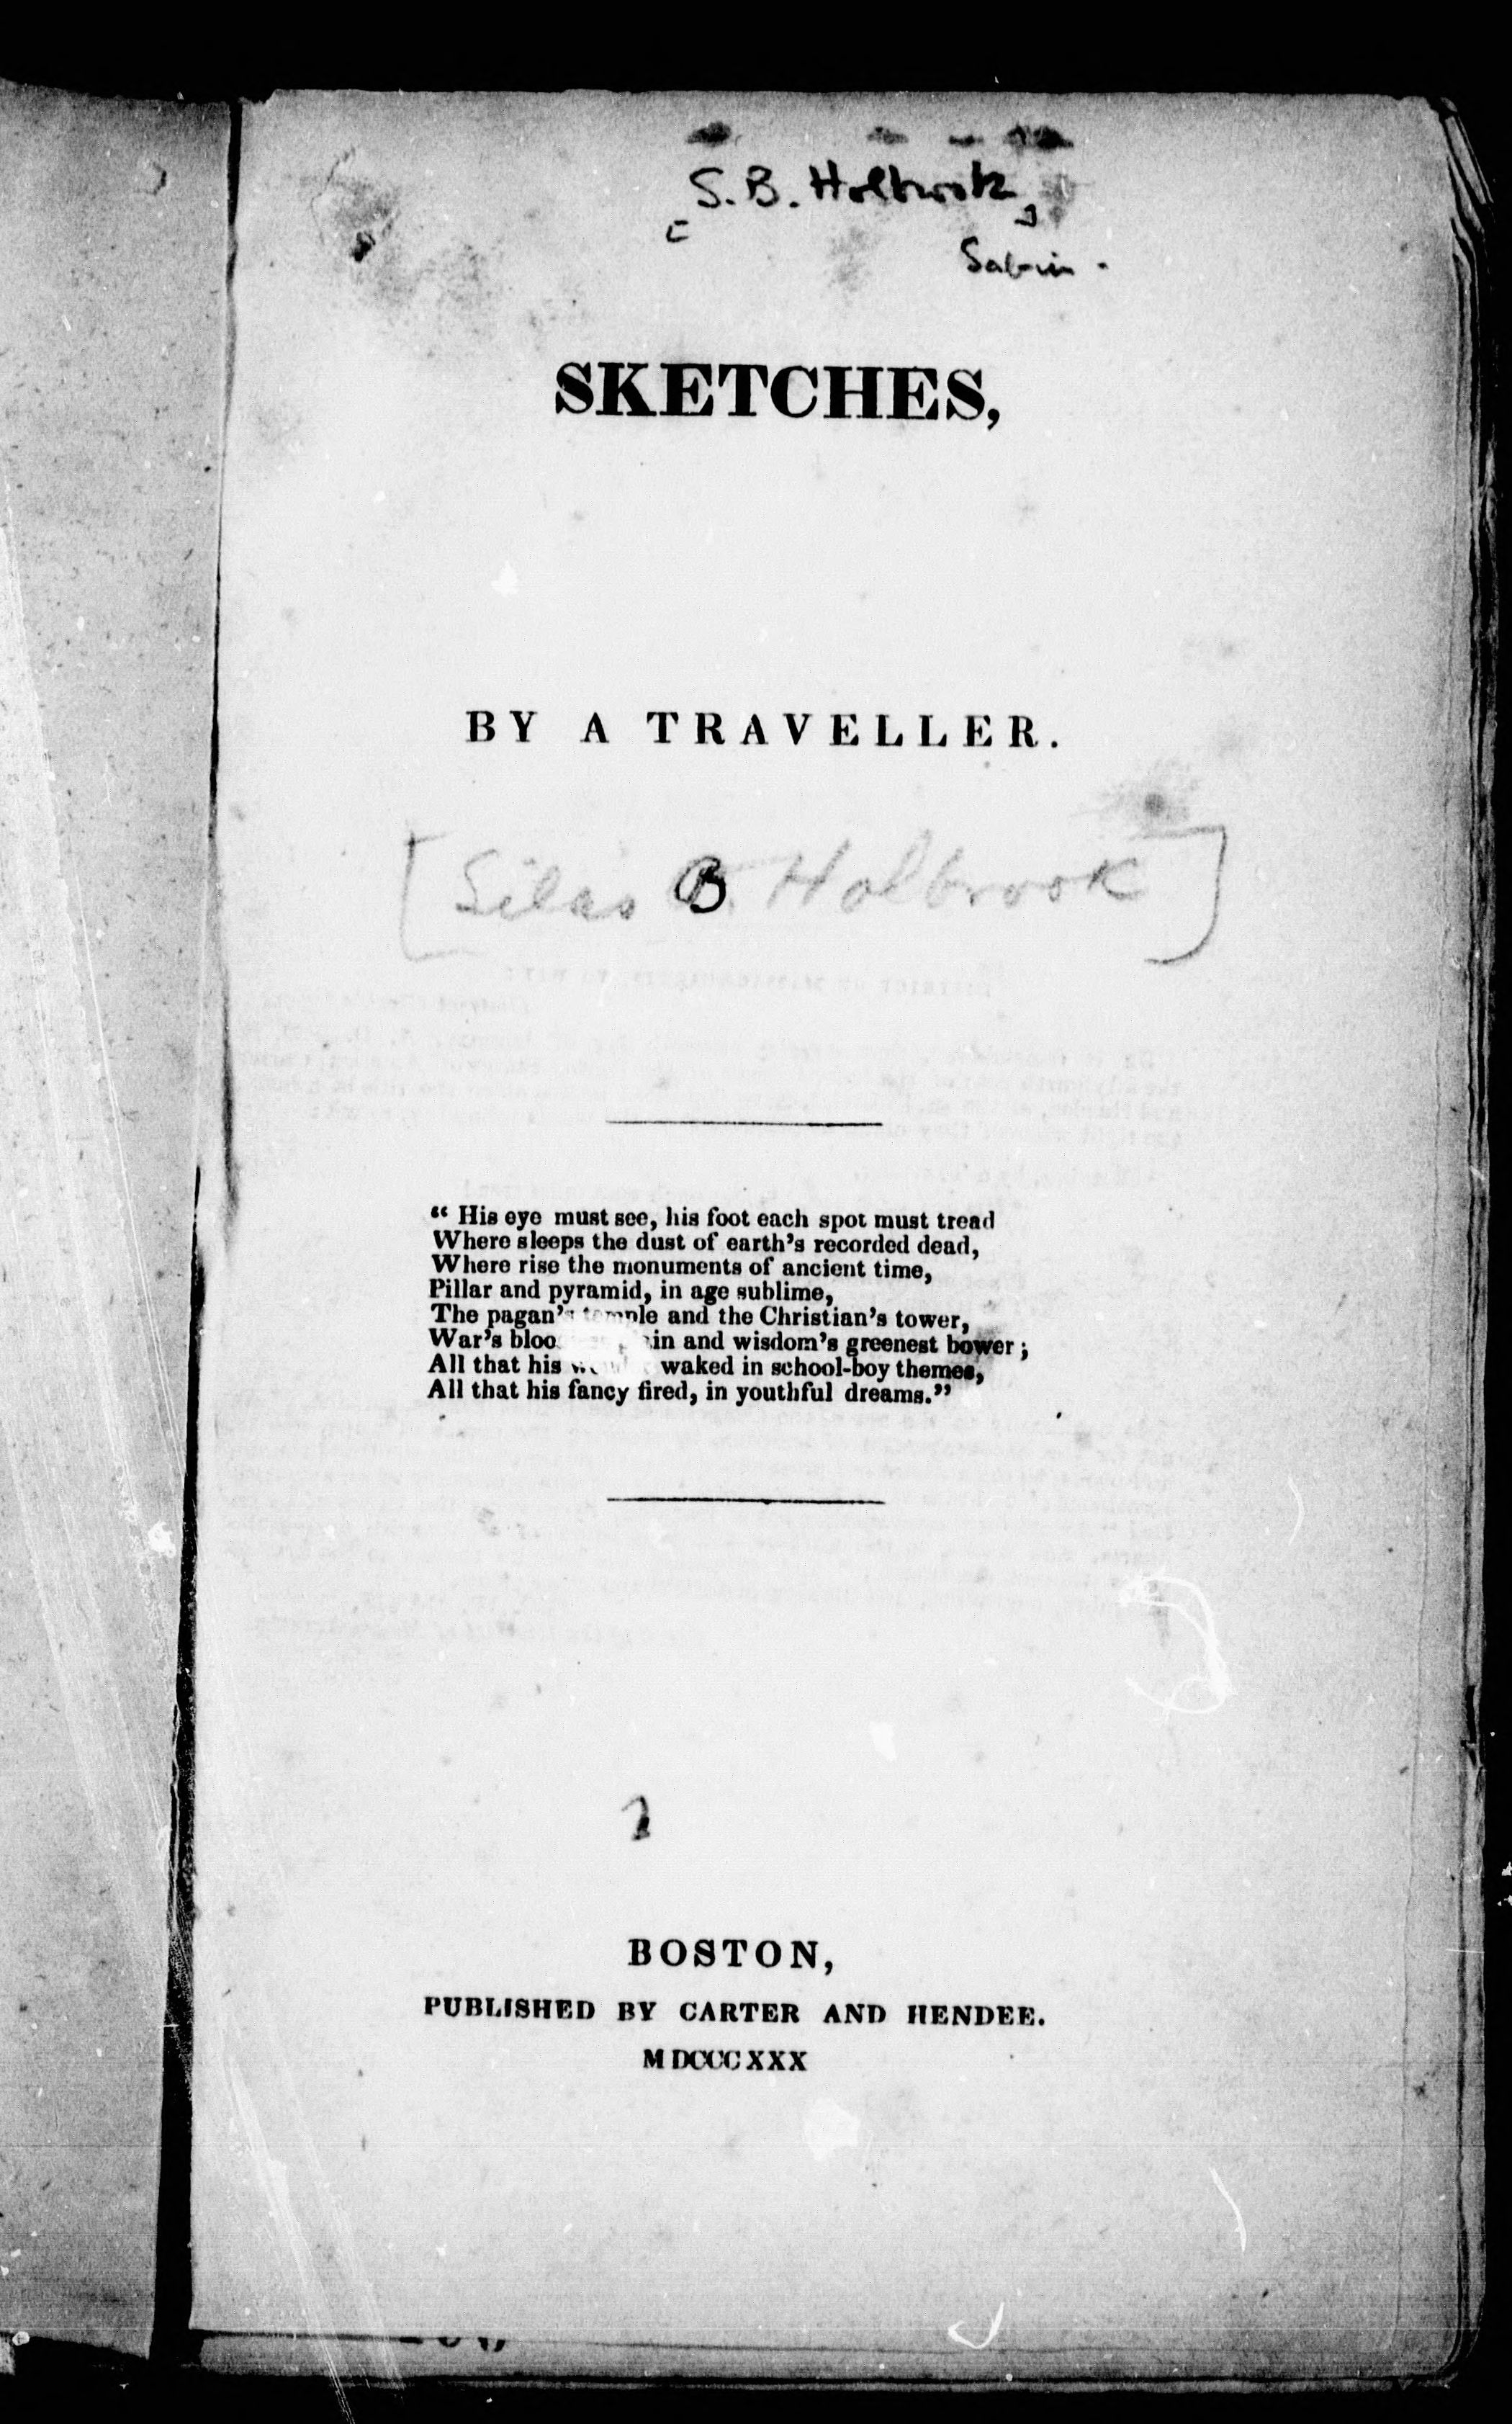 [S. B. Holbrook]
Sabin.
SKETCHES,
BY A TRAVELLER.
[Silas B. Holbrook]
“ His eye must see, his foot each spot must tread
Where sleeps the dust of earth’s recorded dead,
Where rise the monuments of ancient time,
Pillar and pyramid, in age sublime,
The pagan’s temple and the Christian’s tower,
War’s and wisdom’s greenest bower;
All that his waked in school-boy themes,
All that his fancy fired, in youthful dreams.”
BOSTON,
PUBLISHED BY CARTER AND HENDEE.
MDCCCXXX